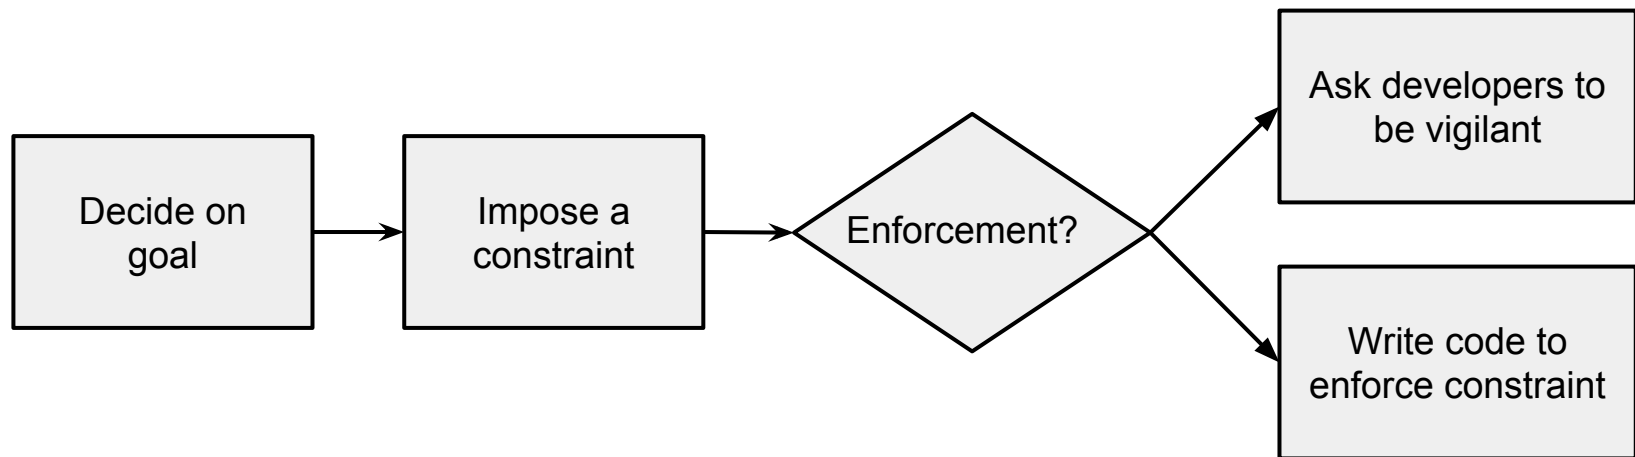 Decide on
goal
Impose a
constraint
Enforcement?
Ask developers to
be vigilant
Write code to
enforce constraint